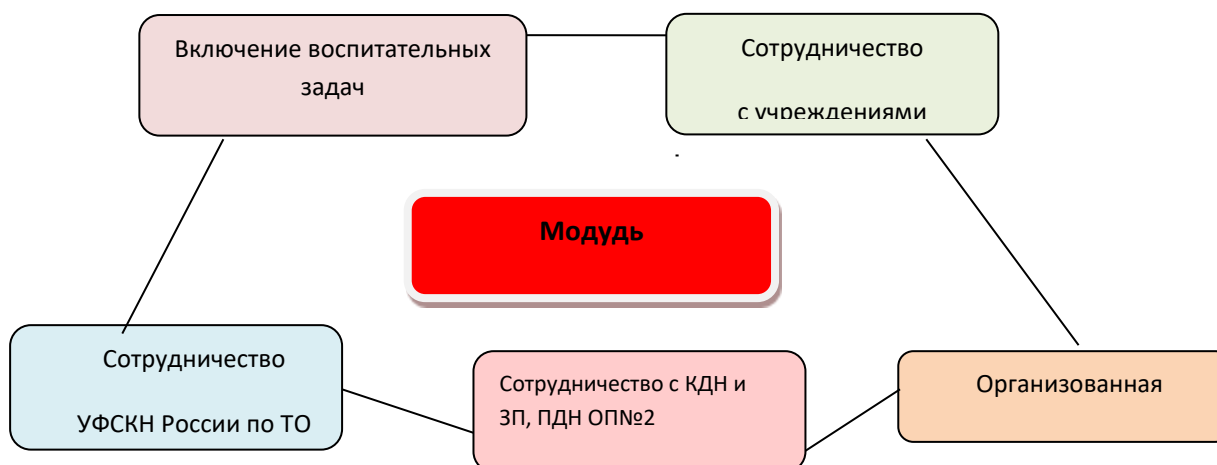 Включение воспитательных
задач
Сотрудничество
с учреждениями
Модудь
Сотрудничество
УФСКН России по ТО
Сотрудничество с КДН и
ЗП, ПДН ОП№2
Организованная